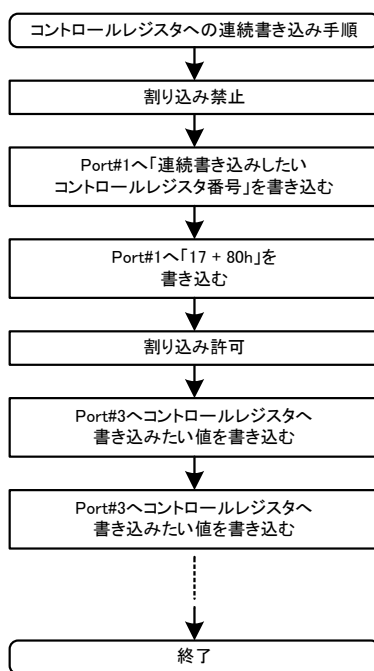 コントロールレジスタへの連続書き込み手順
割り込み禁止
Port#1へ「連続書き込みしたい
コントロールレジスタ番号」を書き込む
Port#1へ「17 + 80h」を
書き込む
割り込み許可
Port#3へコントロールレジスタへ
書き込みたい値を書き込む
Port#3へコントロールレジスタへ
書き込みたい値を書き込む
終了